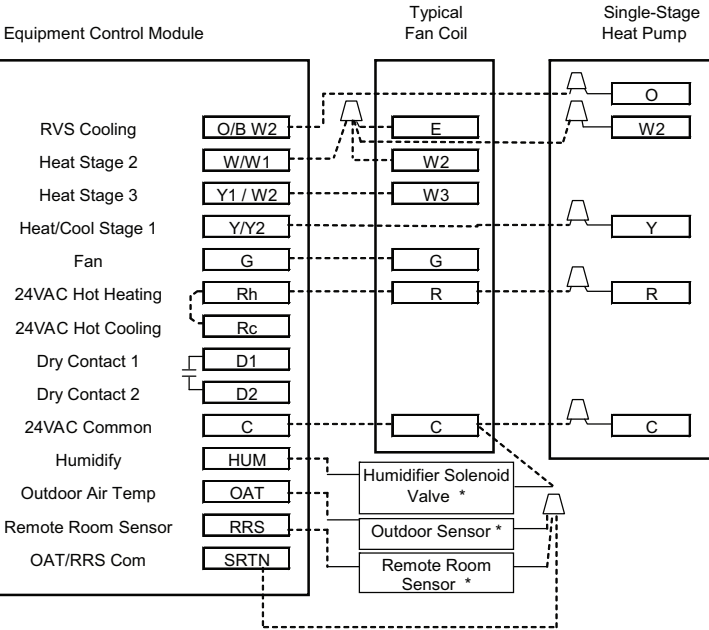 Typical
Fan Coil
Single-Stage
Heat Pump
Equipment Control Module
O
RVS Cooling O/B W2 E W2
Heat Stage 2 W/W1 W2
Heat Stage 3 Y1 / W2 W3
Heat/Cool Stage 1 Y/Y2 Y
Fan G G
24VAC Hot Heating Rh R R
24VAC Hot Cooling Rc
Dry Contact 1 D1
Dry Contact 2 D2
24VAC Common C C C
Humidify HUM
Humidifier Solenoid
Valve *
Outdoor Air Temp OAT
Outdoor Sensor *
Remote Room Sensor RRS
Remote Room
Sensor *
OAT/RRS Com SRTN